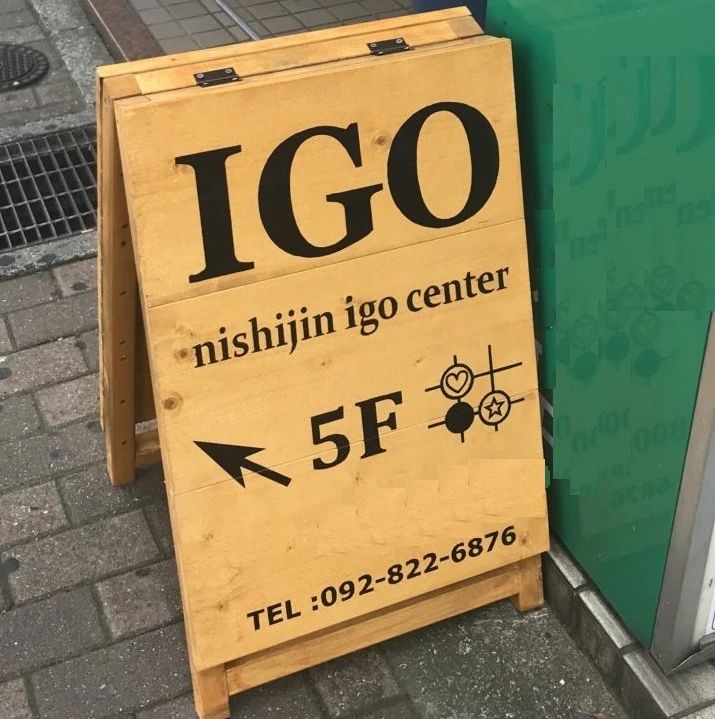 IGO
nishijin igo center
5F
TEL :092-822-6876